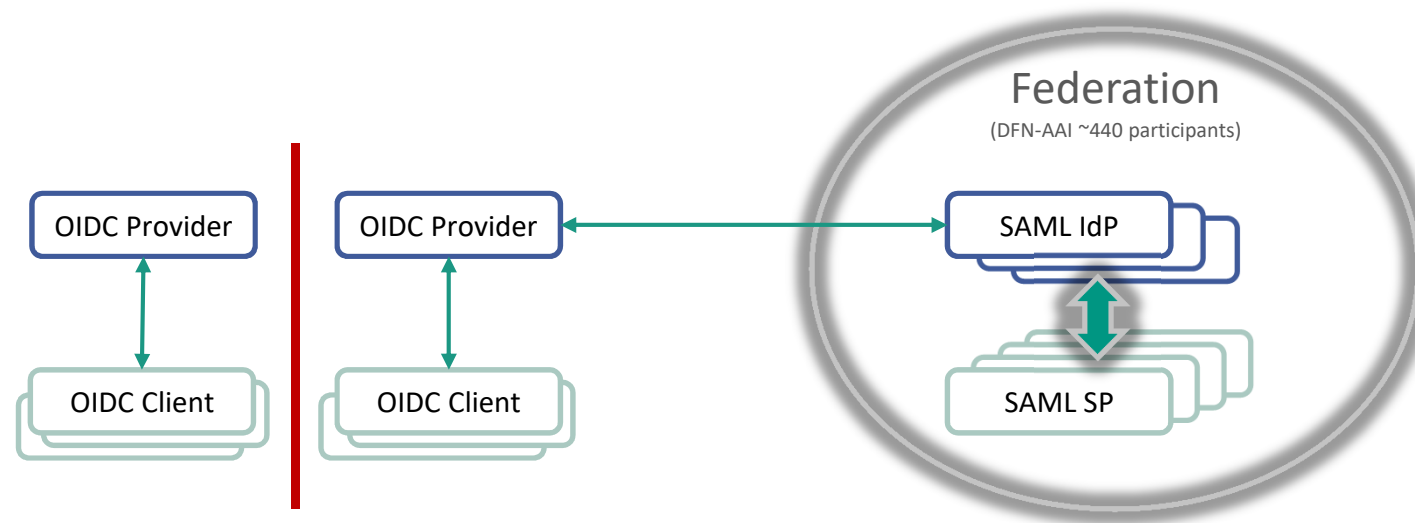 Federation
(DFN-AAI ~440 participants)
OIDC Provider
OIDC Provider
SAML IdP
OIDC Client
OIDC Client
SAML SP